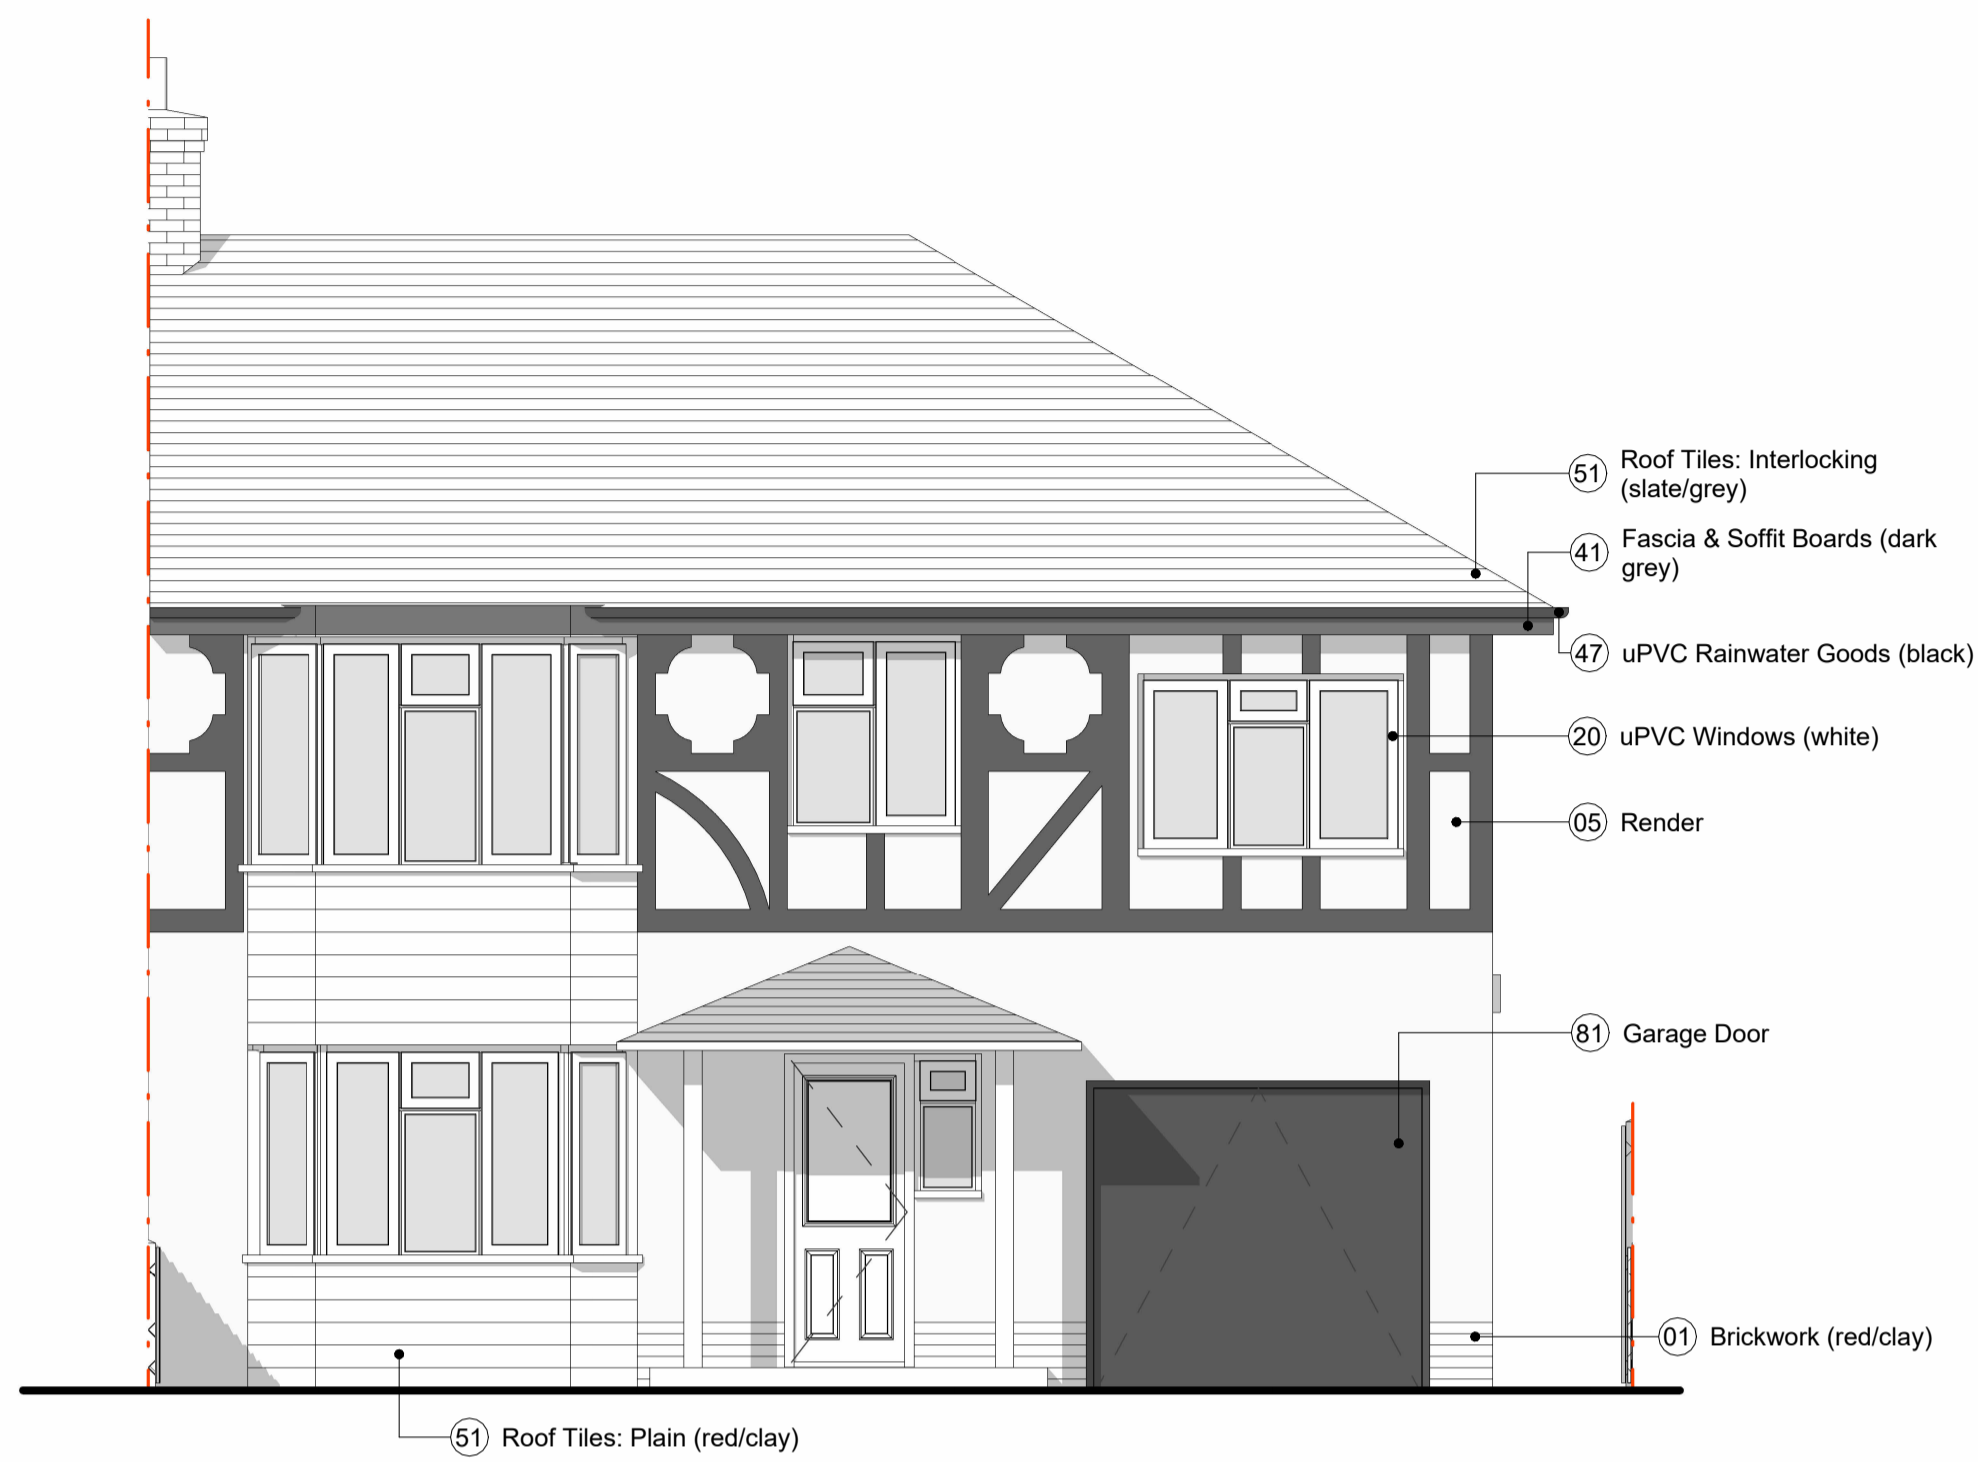 51 Roof Tiles: Interlocking
(slate/grey)
41 Fascia & Soffit Boards (dark
grey)
47 uPVC Rainwater Goods (black)
20 uPVC Windows (white)
05 Render
81 Garage Door
01 Brickwork (red/clay)
51 Roof Tiles: Plain (red/clay)